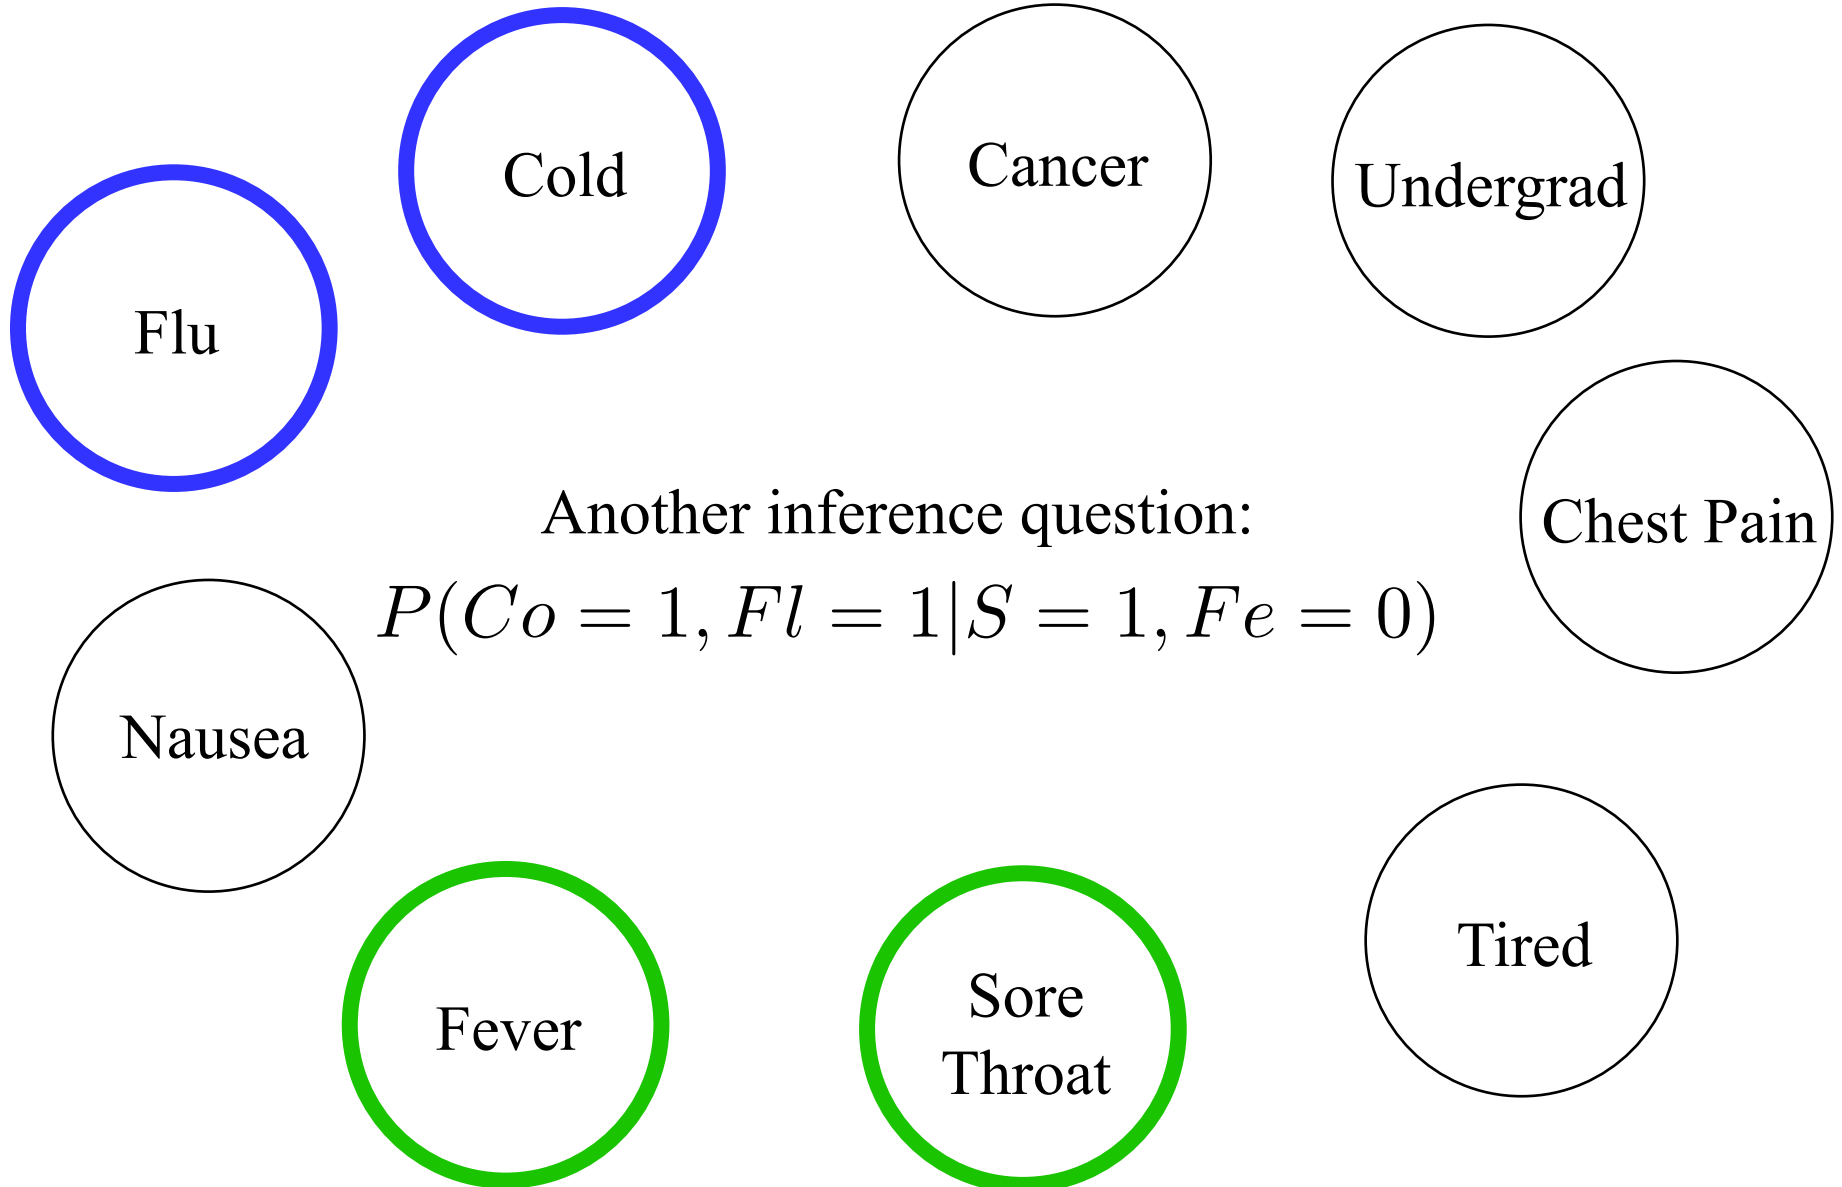 Cold
Cancer
Undergrad
Flu
Another inference question:
Chest Pain
P(Co = 1, Fl = 1|S = 1, Fe = 0)
Nausea
Fever
Sore
Throat
Tired